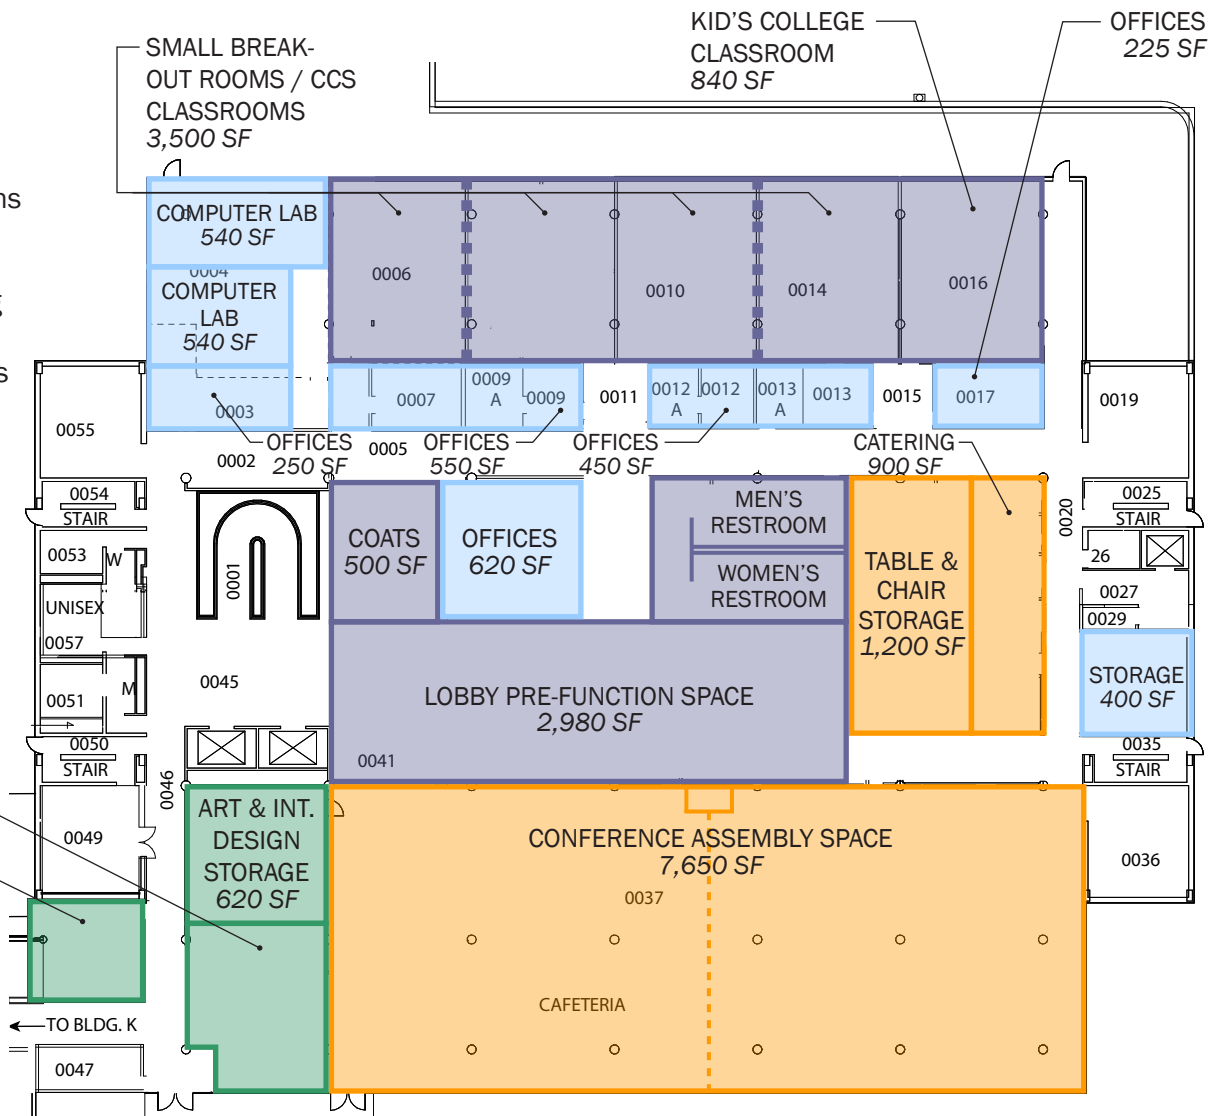 SMALL BREAK-
OUT ROOMS / CCS
CLASSROOMS
3,500 SF
KID'S COLLEGE
CLASSROOM
840 SF
OFFICES
225 SF
COMPUTER LAB
540 SF
0004
COMPUTER
LAB
540 SF
0003
0006
0010
0014
0016
0007
0009
A
0009
0011
0012
A
0012
0013
A
0013
0015
0017
0019
0055
0002
OFFICES
250 SF
0005
OFFICES
550 SF
OFFICES
450 SF
CATERING
900 SF
0054
STAIR
0053
W
UNISEX
0057
0051
M
0050
STAIR
0001
0045
COATS
500 SF
OFFICES
620 SF
MEN'S
RESTROOM
WOMEN'S
RESTROOM
TABLE &
CHAIR
STORAGE
1,200 SF
0020
0025
STAIR
26
0027
0029
STORAGE
400 SF
0035
STAIR
LOBBY PRE-FUNCTION SPACE
2,980 SF
0041
0046
0049
ART & INT.
DESIGN
STORAGE
620 SF
CONFERENCE ASSEMBLY SPACE
7,650 SF
0037
CAFETERIA
0036
TO BLDG. K
0047